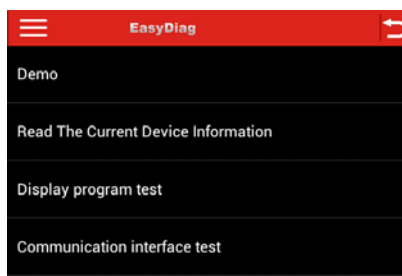 EasyDiag
Demo
Read The Current Device Information
Display program test
Communication interface test